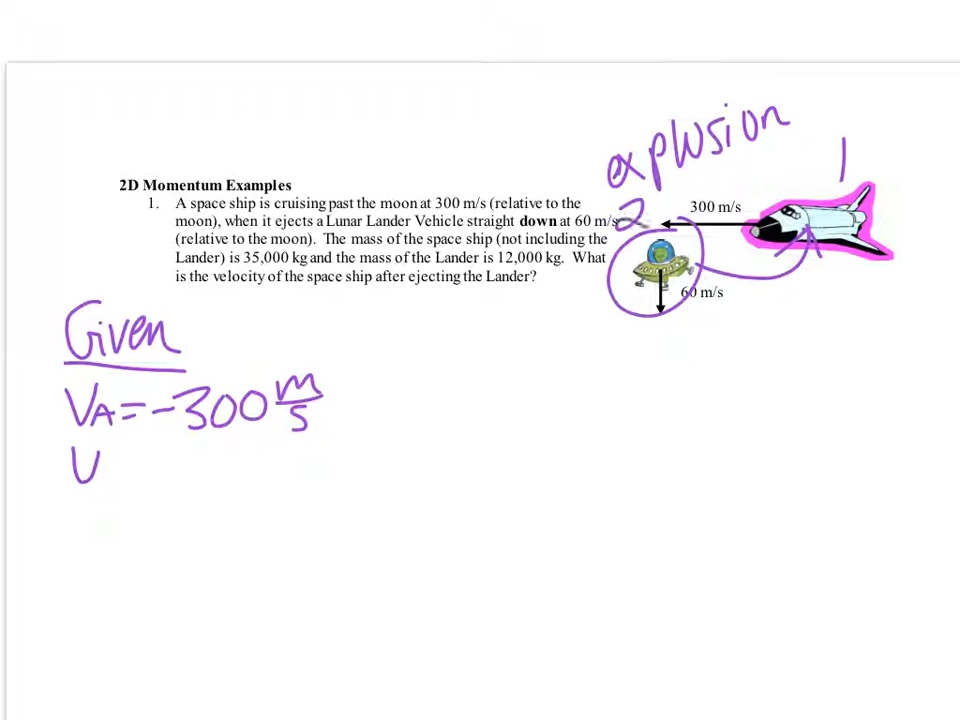 explosion
1
2D Momentum Examples
1. A space ship is cruising past the moon at 300 m/s (relative to the
moon), when it ejects a Lunar Lander Vehicle straight down at 60 m/s
(relative to the moon). The mass of the space ship (not including the
Lander) is 35,000 kg and the mass of the Lander is 12,000 kg. What
is the velocity of the space ship after ejecting the Lander?
2
300 m/s
60 m/s
Given
VA = -300 m/s
V